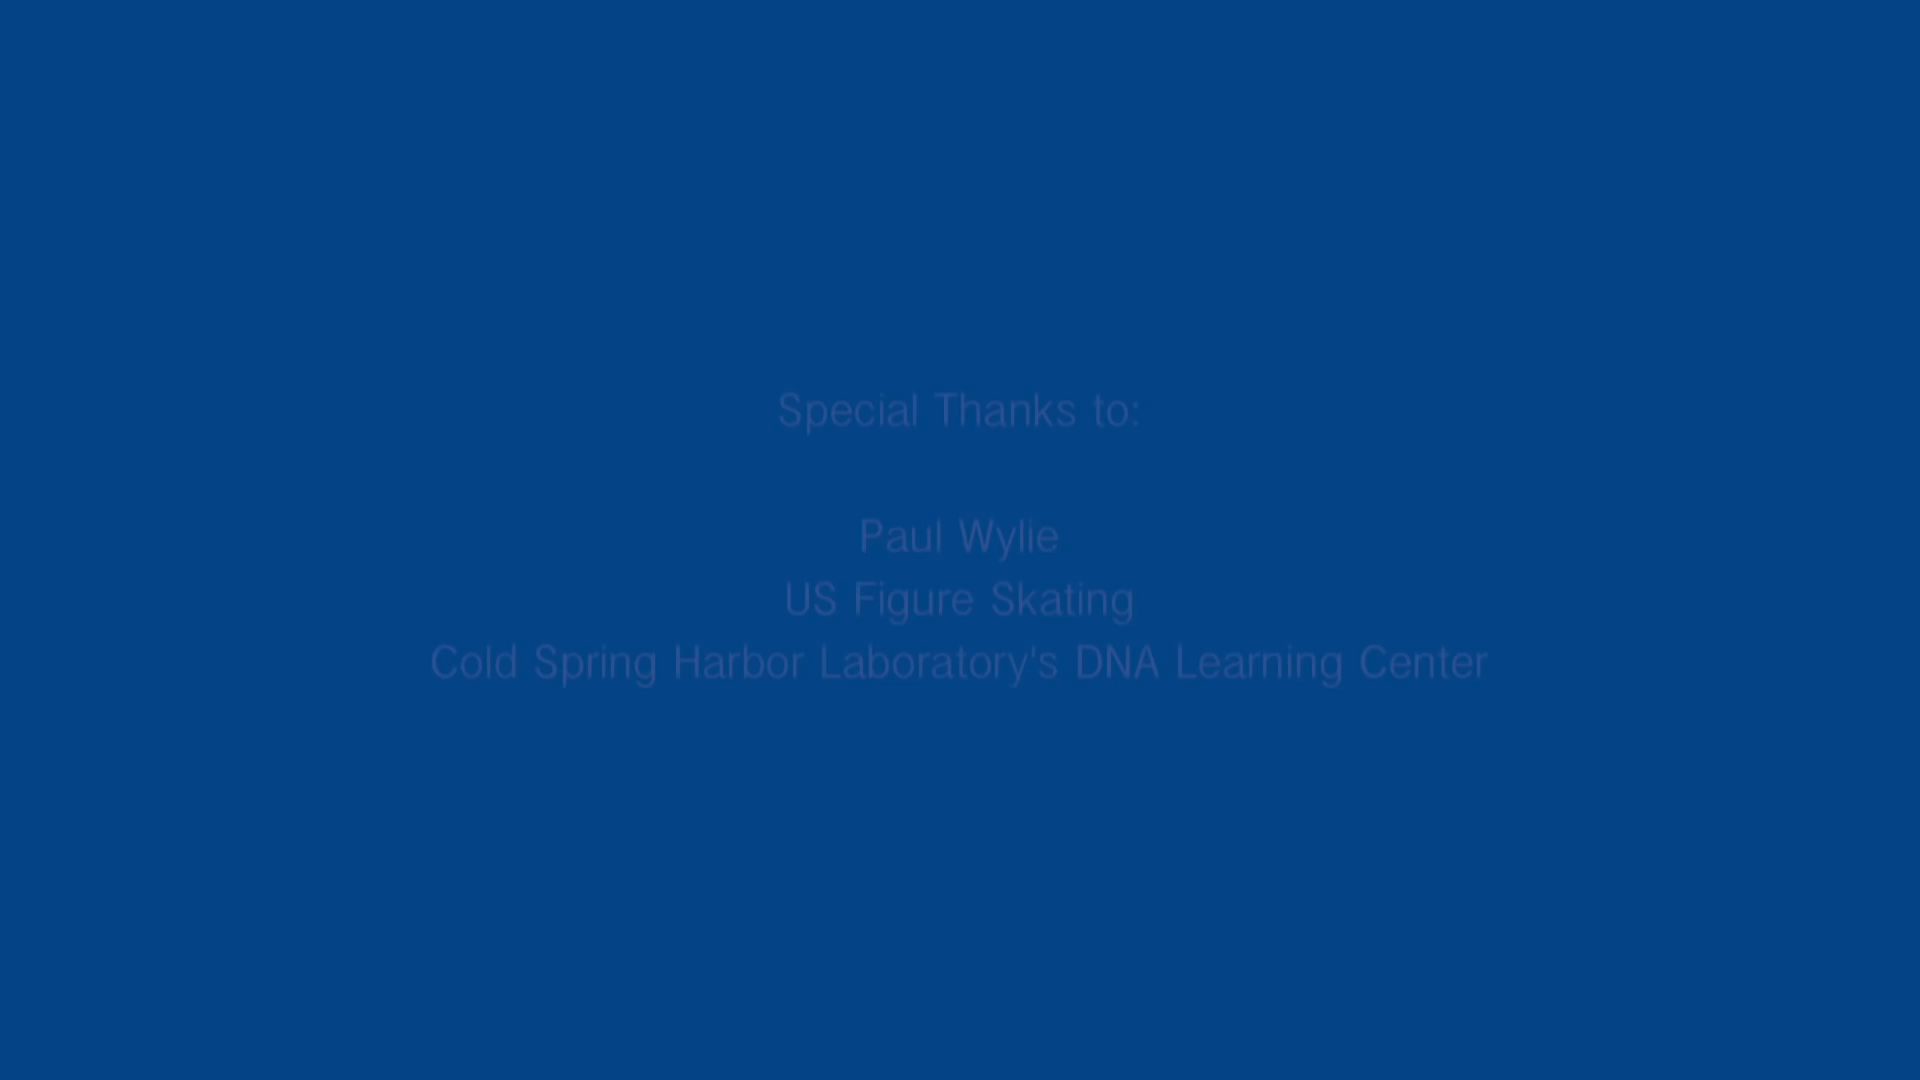 Special Thanks to:
Paul Wylie
US Figure Skating
Cold Spring Harbor Laboratory's DNA Learning Center